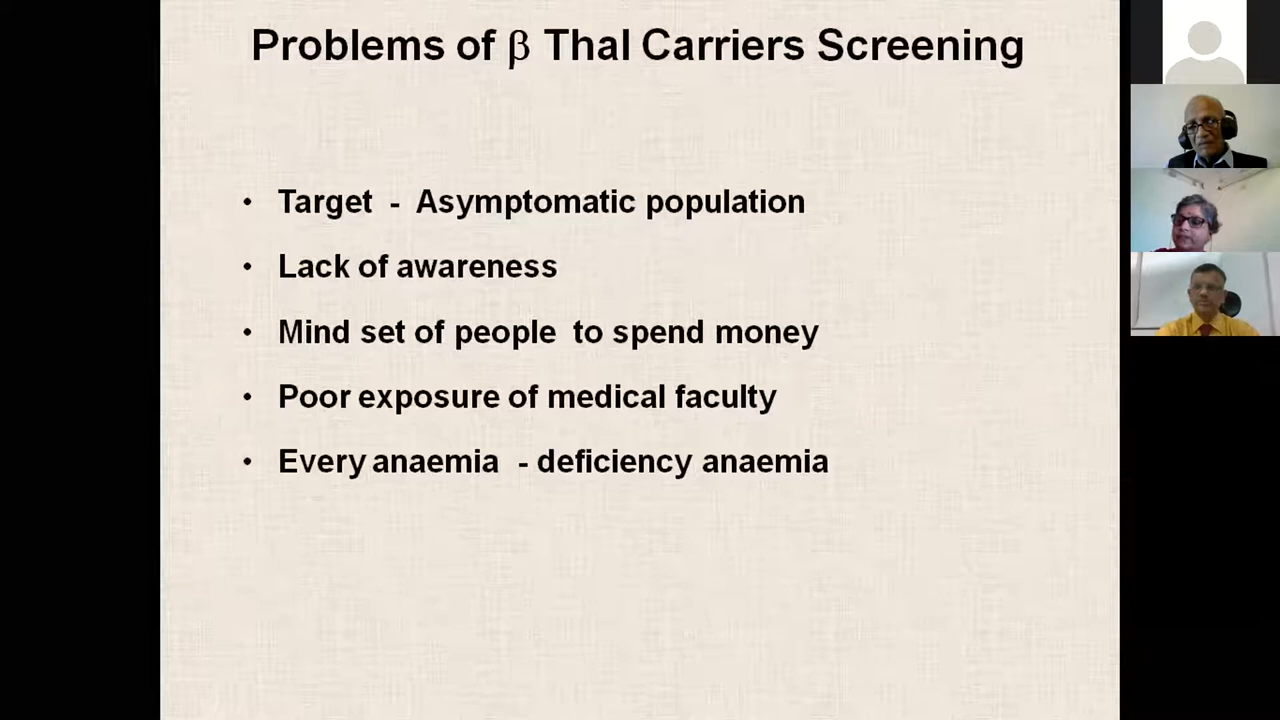 Problems of β Thal Carriers Screening
• Target - Asymptomatic population
• Lack of awareness
• Mind set of people to spend money
• Poor exposure of medical faculty
• Every anaemia - deficiency anaemia